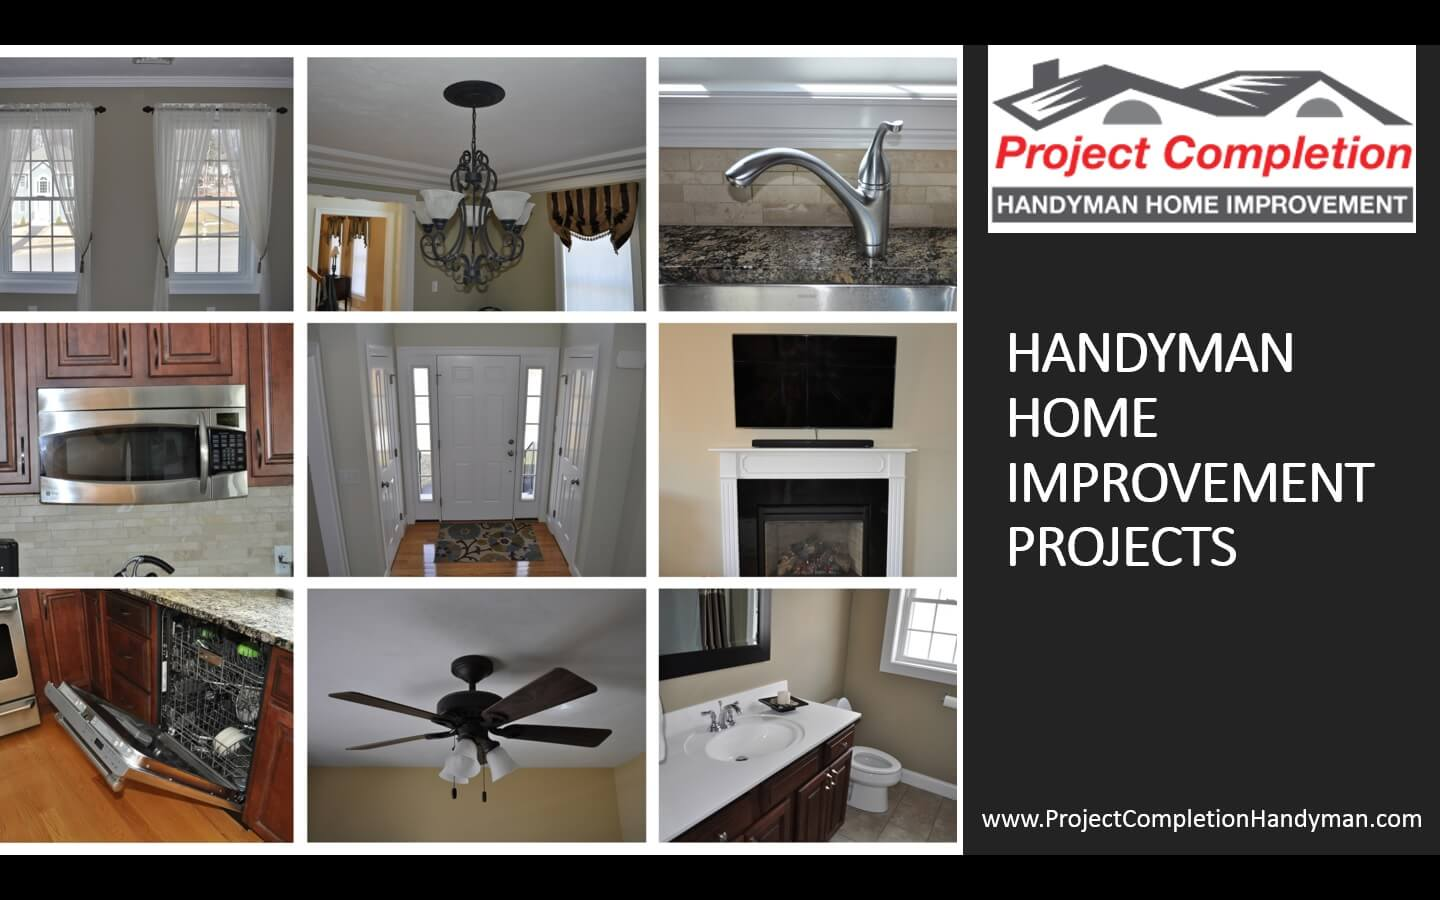 Project Completion
HANDYMAN HOME IMPROVEMENT
HANDYMAN
HOME
IMPROVEMENT
PROJECTS
www.ProjectCompletionHandyman.com